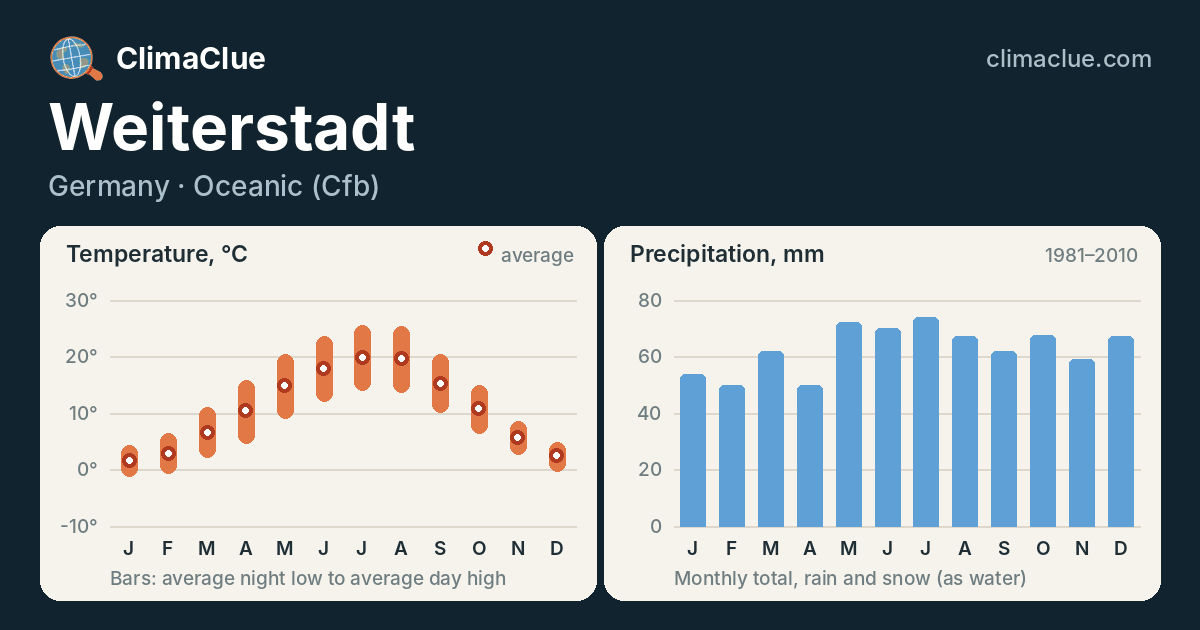 ClimaClue
climaclue.com
Weiterstadt
Germany · Oceanic (Cfb)
Temperature, °C
average
30°
20°
10°
0°
-10°
J F M A M J J A S O N D
Bars: average night low to average day high
Precipitation, mm
1981–2010
80
60
40
20
0
J F M A M J J A S O N D
Monthly total, rain and snow (as water)